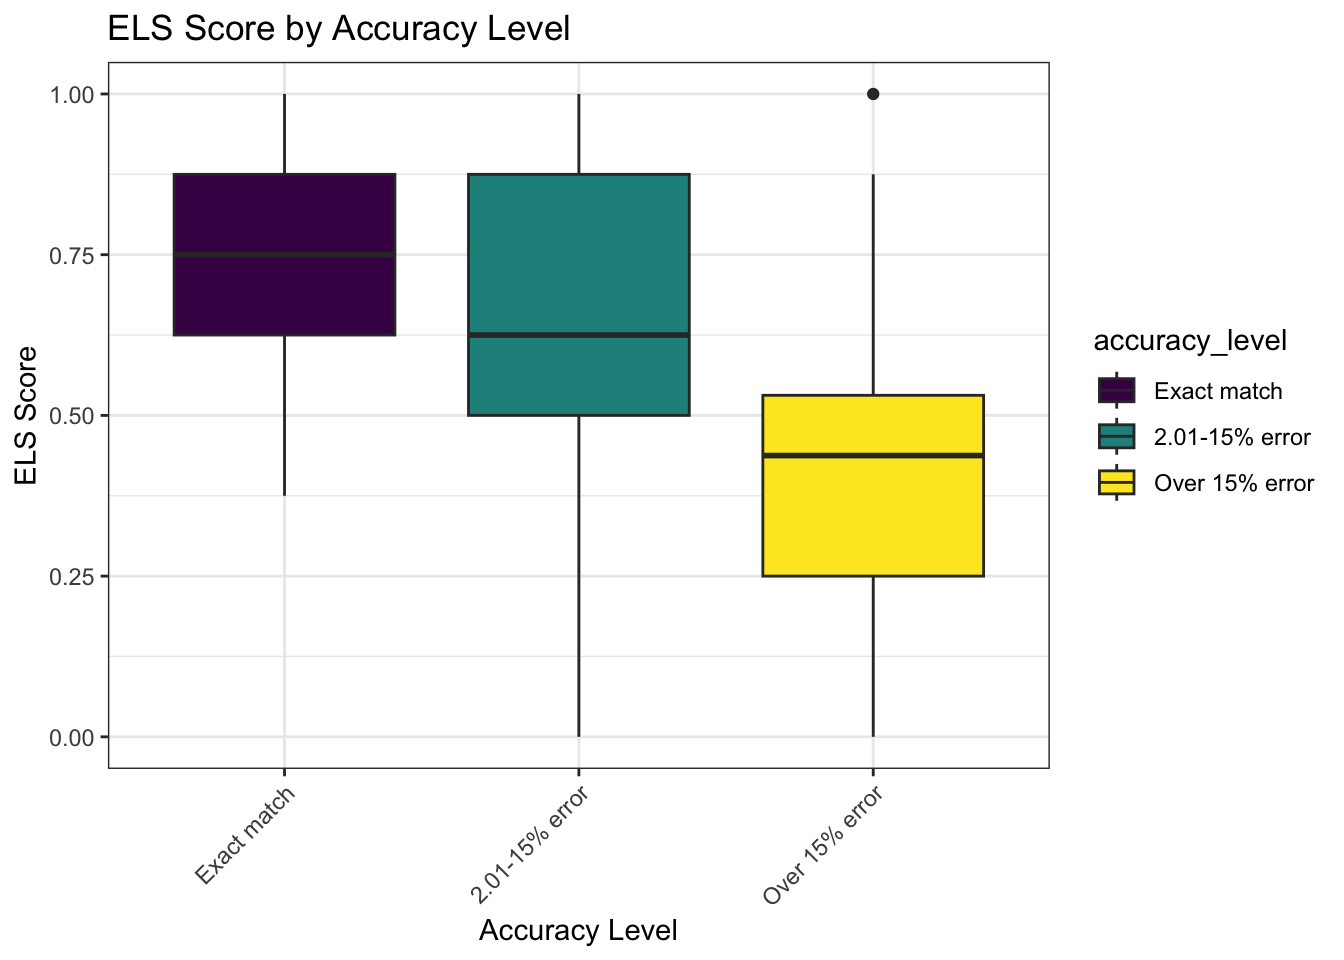 ELS Score by Accuracy Level
1.00
0.75
0.50
0.25
0.00
ELS Score
Exact match
2.01-15% error
Over 15% error
Accuracy Level
accuracy_level
Exact match
2.01-15% error
Over 15% error